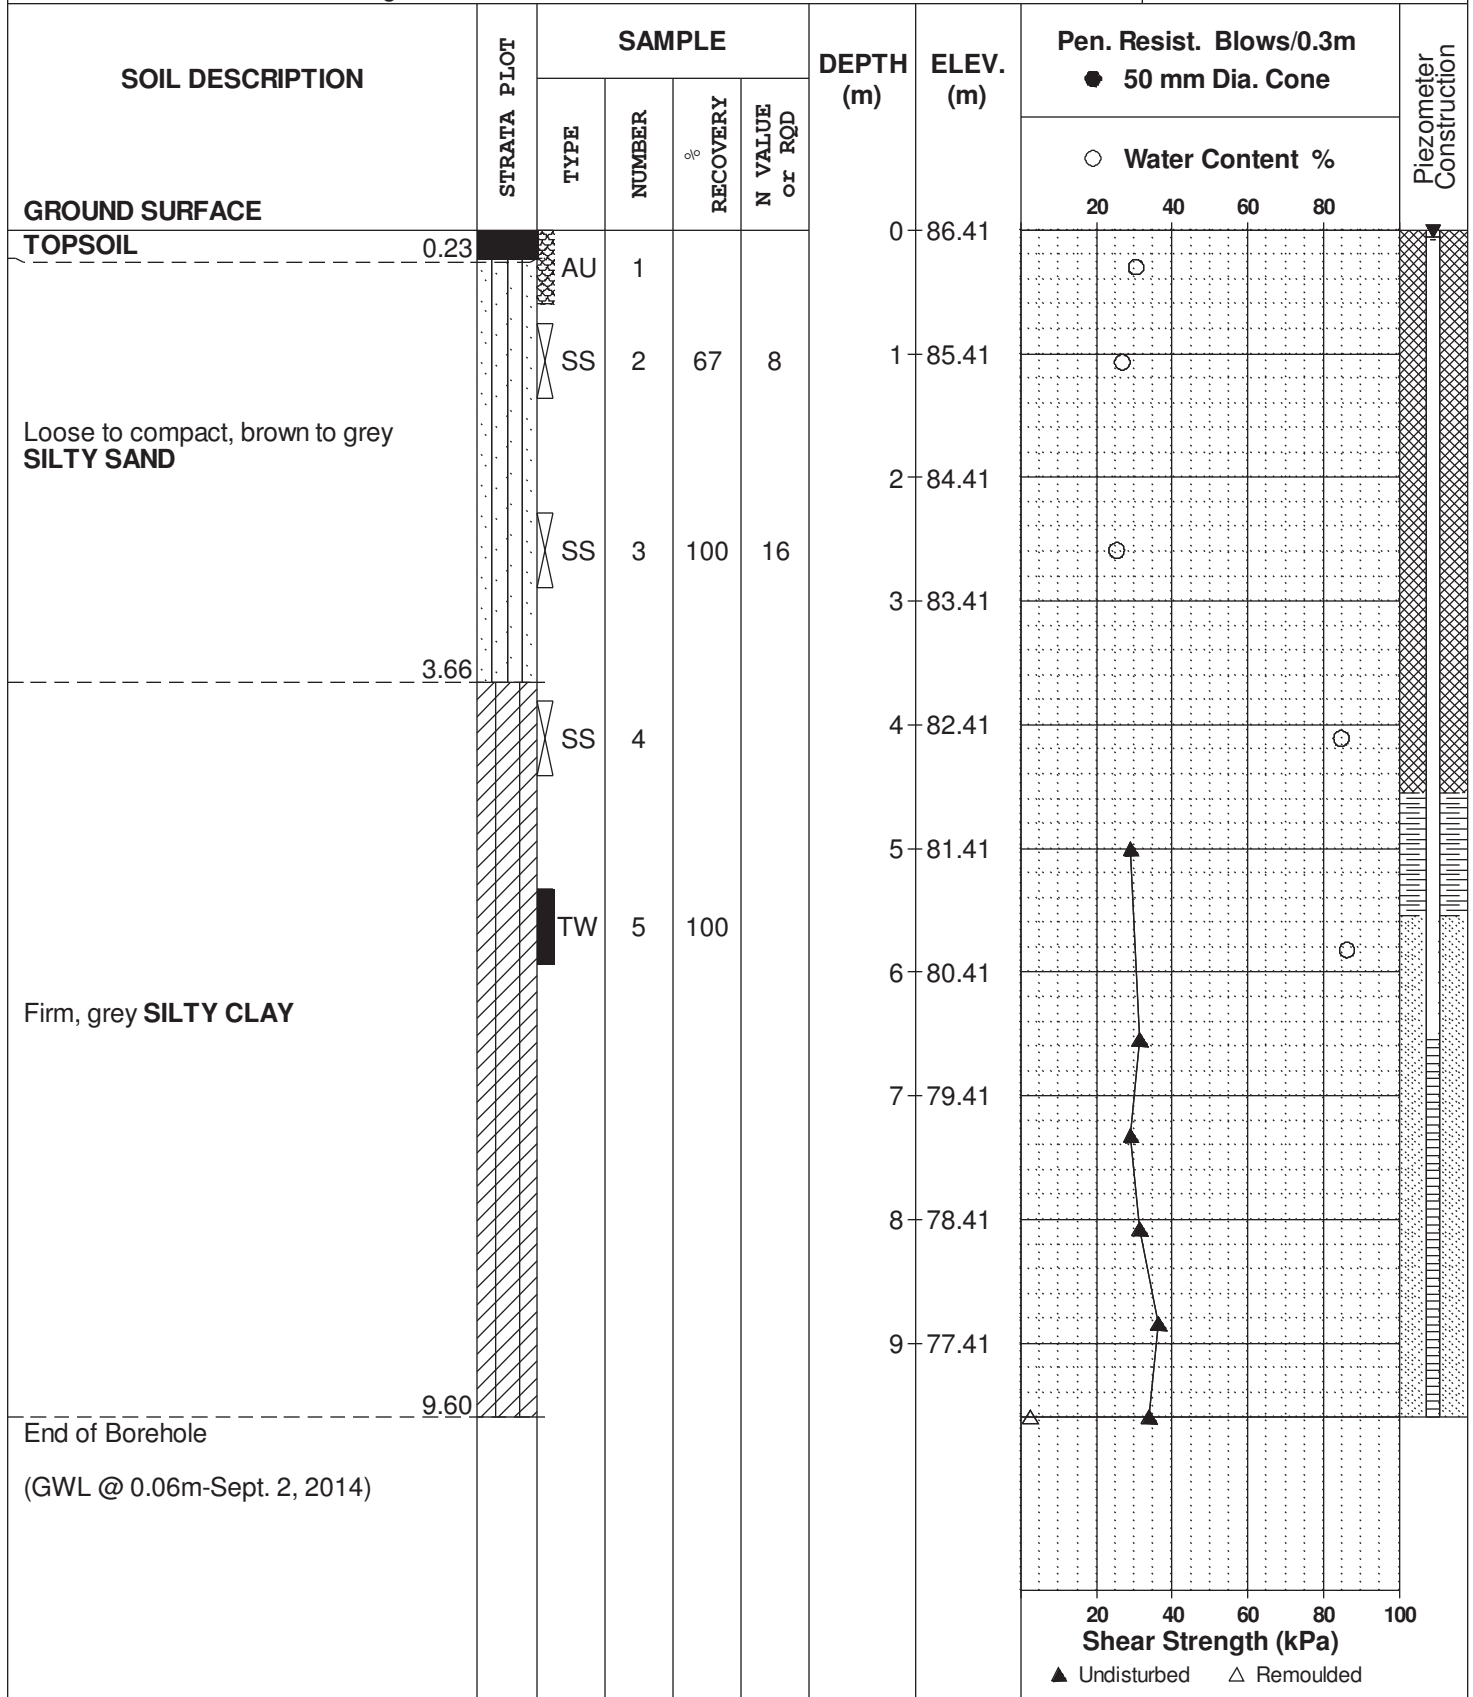 SOIL DESCRIPTION
GROUND SURFACE
STRATA PLOT
SAMPLE
TYPE
NUMBER
% RECOVERY
N VALUE or RQD
DEPTH (m)
ELEV. (m)
Pen. Resist. Blows/0.3m
● 50 mm Dia. Cone
○ Water Content %
20 40 60 80
Piezometer Construction
TOPSOIL 0.23
0 86.41
AU 1
SS 2 67 8
1 85.41
Loose to compact, brown to grey
SILTY SAND
2 84.41
SS 3 100 16
3 83.41
3.66
SS 4
4 82.41
5 81.41
TW 5 100
6 80.41
Firm, grey SILTY CLAY
7 79.41
8 78.41
9 77.41
9.60
End of Borehole
(GWL @ 0.06m-Sept. 2, 2014)
20 40 60 80 100
Shear Strength (kPa)
▲ Undisturbed △ Remoulded